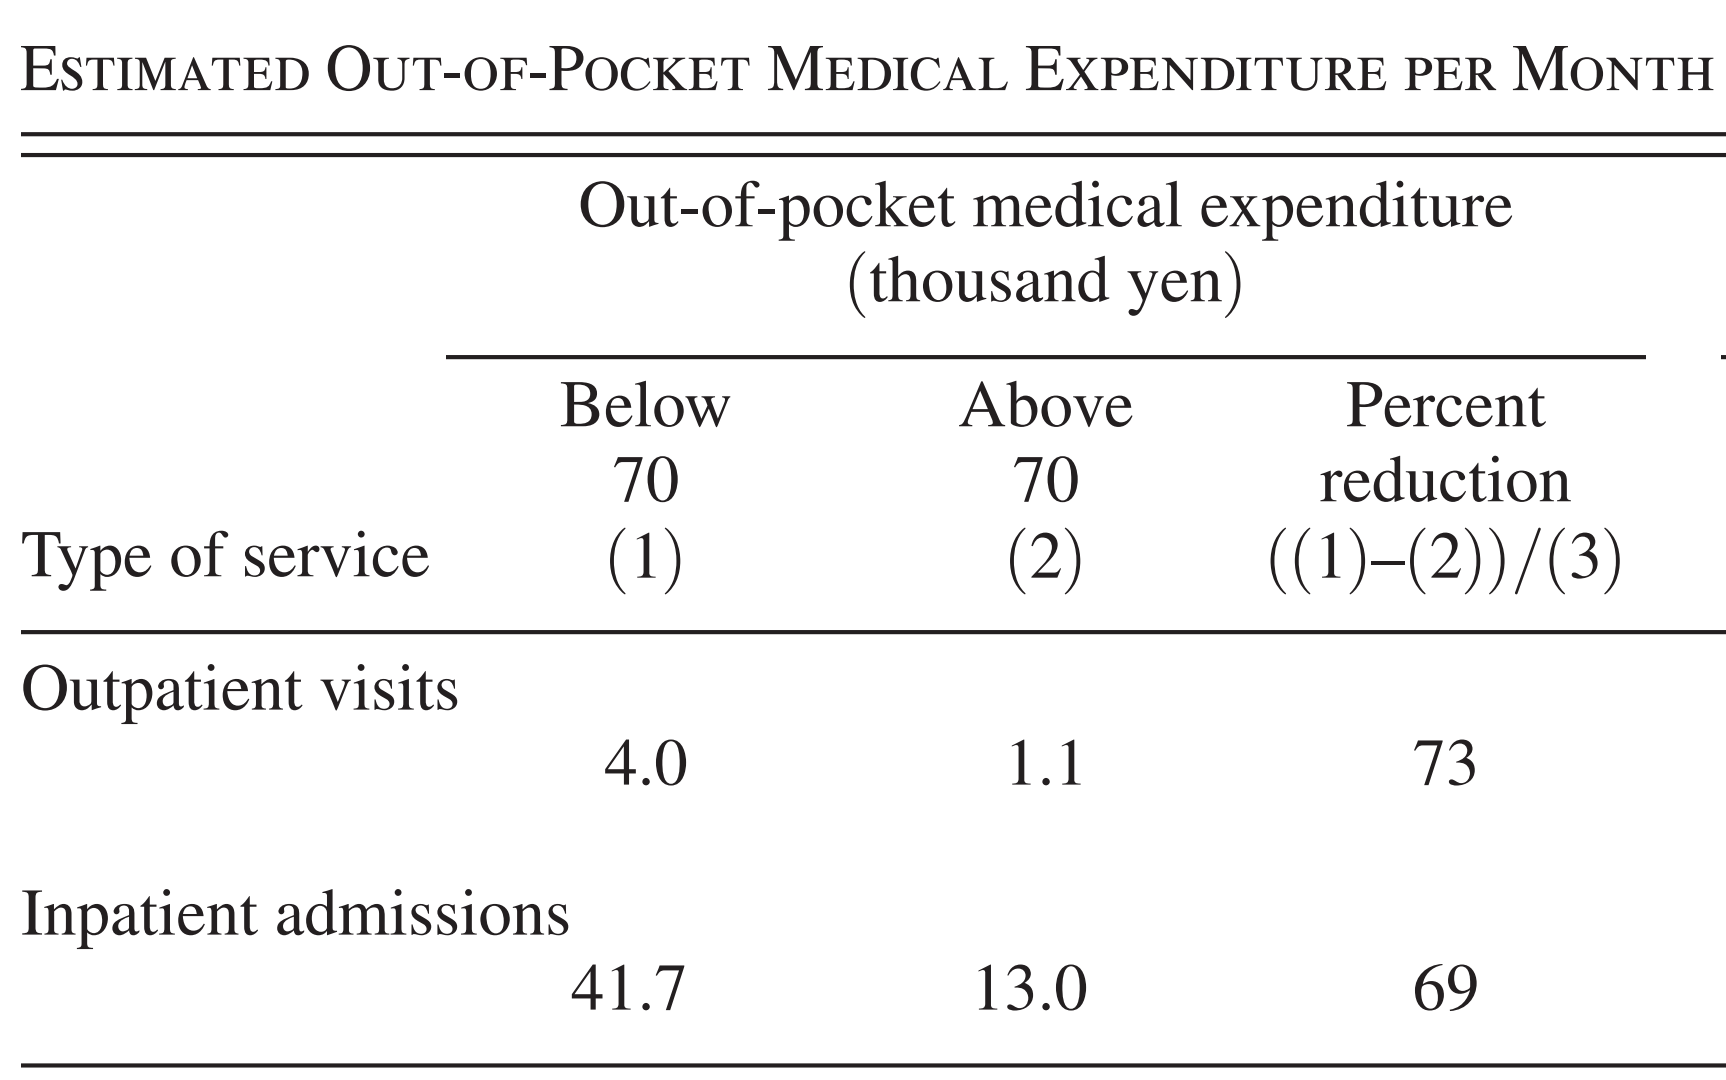 ESTIMATED OUT-OF-POCKET MEDICAL EXPENDITURE PER MONTH
Out-of-pocket medical expenditure
(thousand yen)
Below Above Percent
70 70 reduction
Type of service (1) (2) ((1)–(2))/(3)
Outpatient visits
4.0 1.1 73
Inpatient admissions
41.7 13.0 69